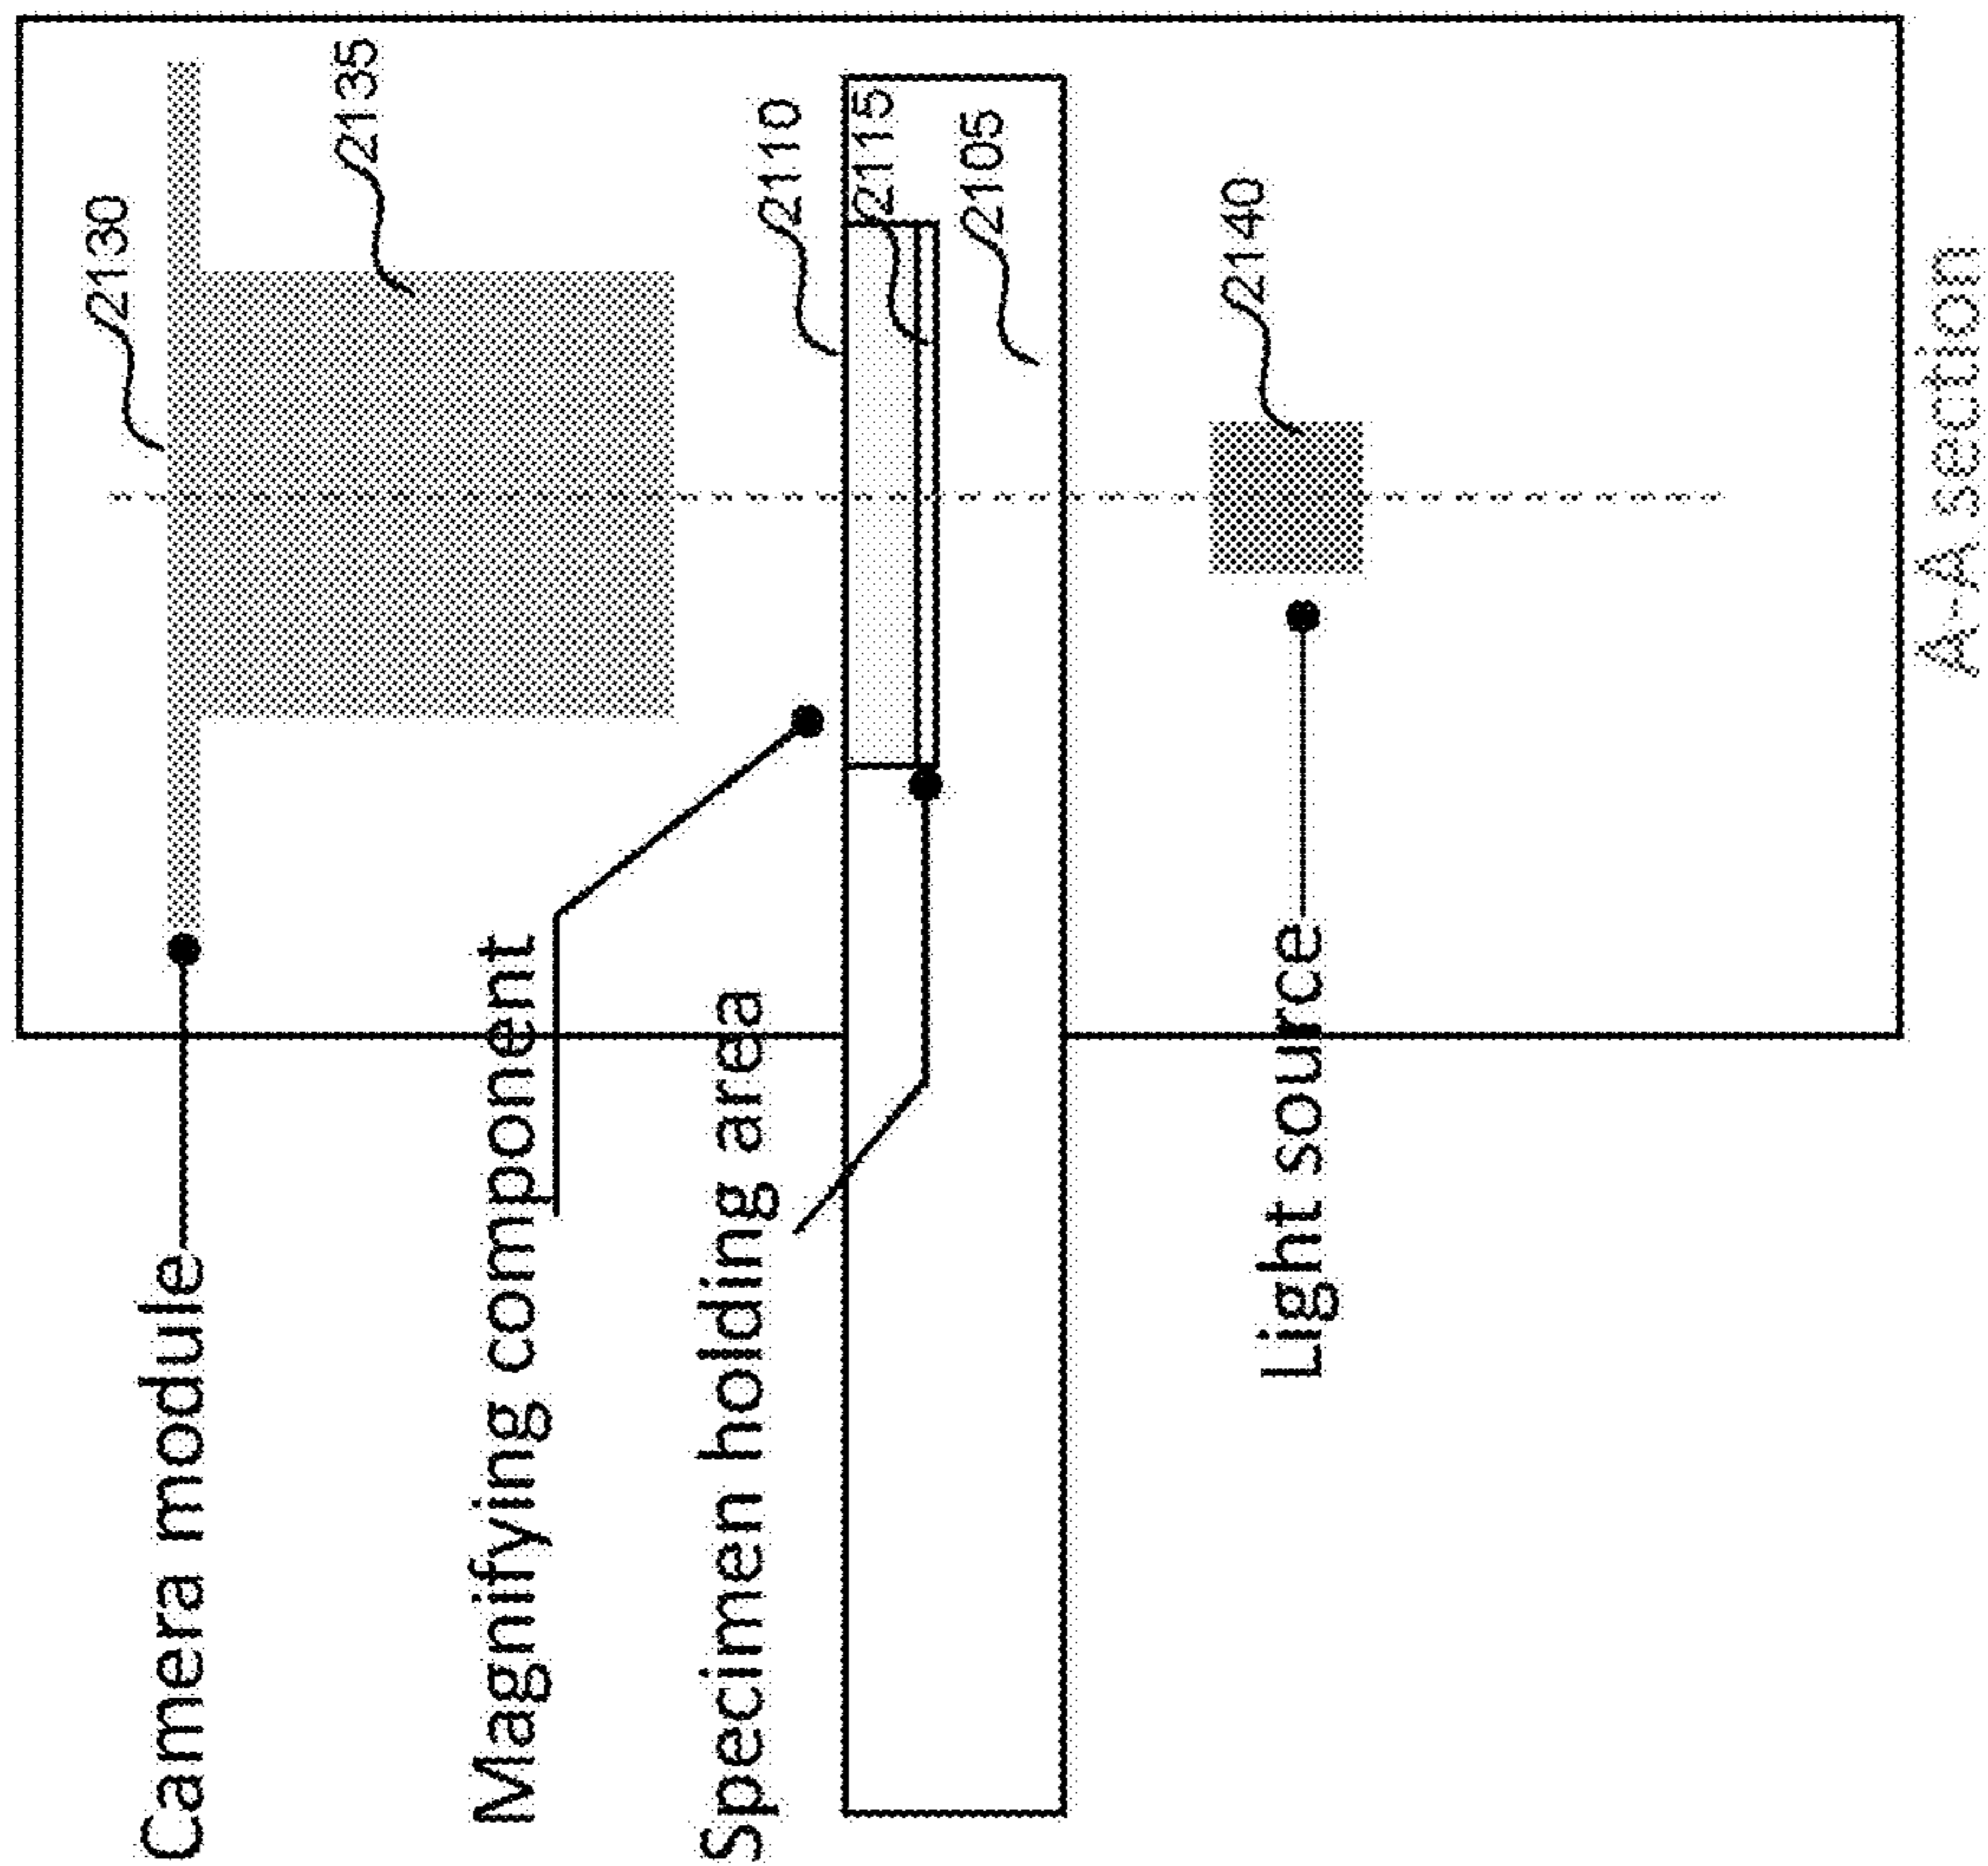 Camera module
2130
2135
Magnifying component
Specimen holding area
2110
2115
2105
Light source
2140
A-A section